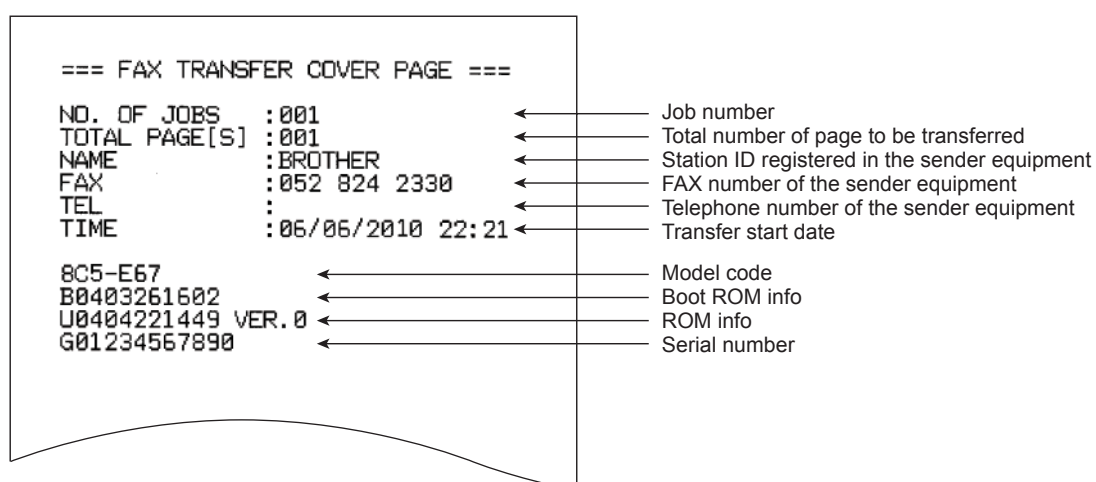 === FAX TRANSFER COVER PAGE ===
NO. OF JOBS :001 Job number
TOTAL PAGE[S] :001 Total number of page to be transferred
NAME :BROTHER Station ID registered in the sender equipment
FAX :052 824 2330 FAX number of the sender equipment
TEL : Telephone number of the sender equipment
TIME :06/06/2010 22:21 Transfer start date
8C5-E67 Model code
B0403261602 Boot ROM info
U0404221449 VER.0 ROM info
G01234567890 Serial number